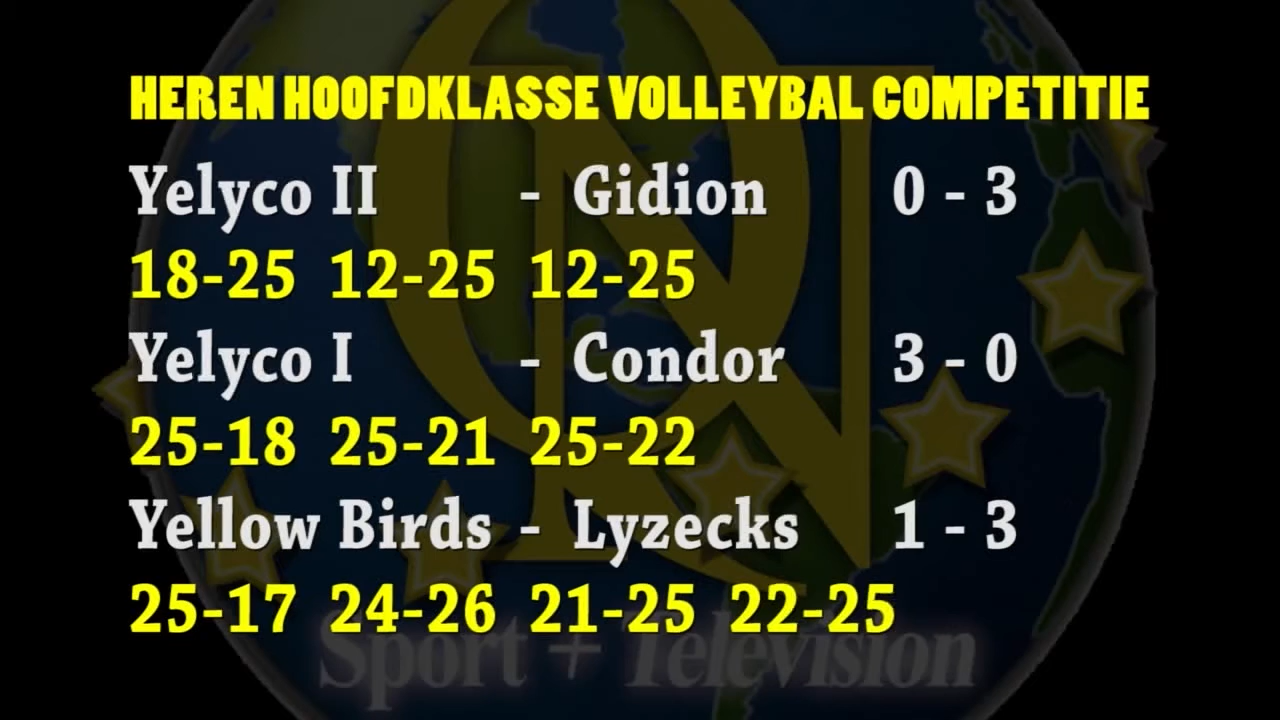 HEREN HOOFDKLASSE VOLLEYBAL COMPETITIE
Yelyco II - Gidion 0 - 3
18-25 12-25 12-25
Yelyco I - Condor 3 - 0
25-18 25-21 25-22
Yellow Birds - Lyzecks 1 - 3
25-17 24-26 21-25 22-25
Sport + Television